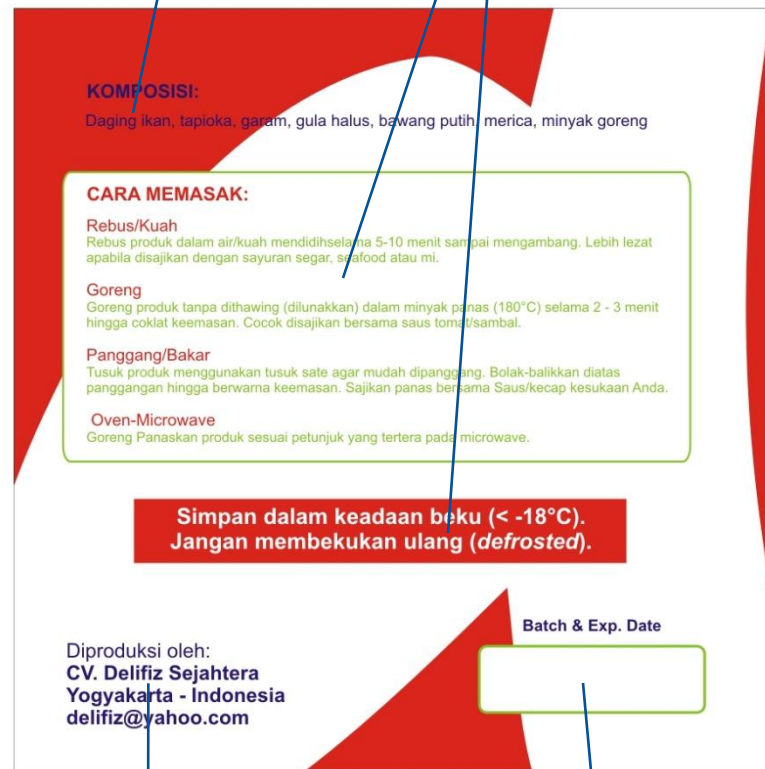 KOMPOSISI:
Daging ikan, tapioka, garam, gula halus, bawang putih, merica, minyak goreng
CARA MEMASAK:
Rebus/Kuah
Rebus produk dalam air/kuah mendidihselama 5-10 menit sampai mengambang. Lebih lezat
apabila disajikan dengan sayuran segar, seafood atau mi.
Goreng
Goreng produk tanpa dithawing (dilunakkan) dalam minyak panas (180°C) selama 2 - 3 menit
hingga coklat keemasan. Cocok disajikan bersama saus tomat/sambal.
Panggang/Bakar
Tusuk produk menggunakan tusuk sate agar mudah dipanggang. Bolak-balikkan diatas
panggangan hingga berwarna keemasan. Sajikan panas bersama Saus/kecap kesukaan Anda.
Oven-Microwave
Goreng Panaskan produk sesuai petunjuk yang tertera pada microwave.
Simpan dalam keadaan beku (< -18°C).
Jangan membekukan ulang (defrosted).
Batch & Exp. Date
Diproduksi oleh:
CV. Delifiz Sejahtera
Yogyakarta - Indonesia
delifiz@yahoo.com